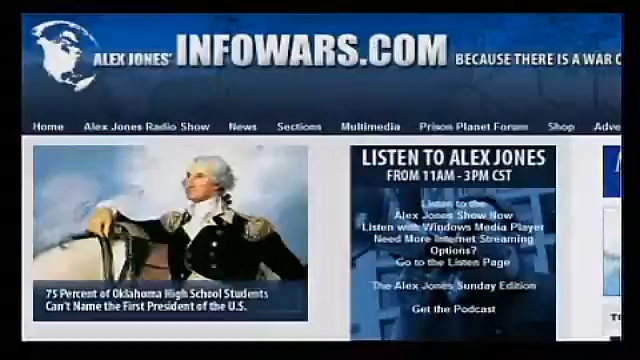 ALEX JONES' INFOWARS.COM BECAUSE THERE IS A WAR
Home Alex Jones Radio Show News Sections Multimedia Prison Planet Forum Shop
LISTEN TO ALEX JONES
FROM 11AM - 3PM CST
Listen to the
Alex Jones Show Now
Listen with Windows Media Player
Need More Internet Streaming
Options?
Go to the Listen Page
The Alex Jones Sunday Edition
Get the Podcast
75 Percent of Oklahoma High School Students
Can't Name the First President of the U.S.